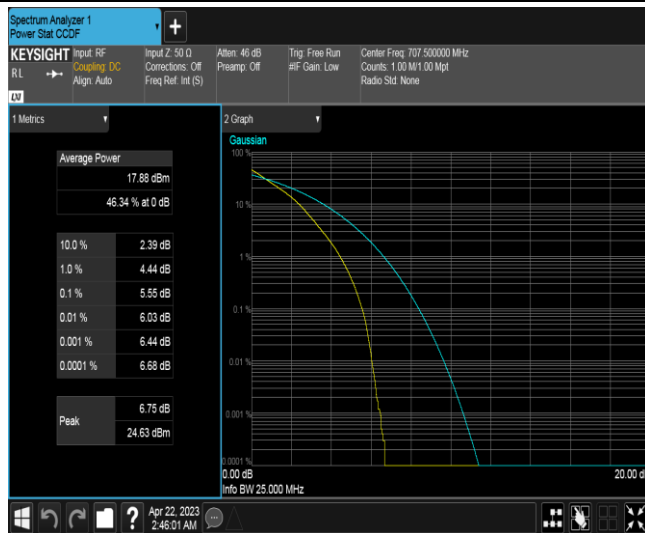 Spectrum Analyzer 1
Power Stat CCDF
+
KEYSIGHT
RL
Input: RF
Coupling: DC
Align: Auto
Input Z: 50 Ω
Corrections: Off
Freq Ref: Int (S)
Atten: 46 dB
Preamp: Off
Trig: Free Run
#IF Gain: Low
Center Freq: 707.500000 MHz
Counts: 1.00 M/1.00 Mpt
Radio Std: None
1 Metrics
Average Power
17.88 dBm
46.34 % at 0 dB
10.0 % 2.39 dB
1.0 % 4.44 dB
0.1 % 5.55 dB
0.01 % 6.03 dB
0.001 % 6.44 dB
0.0001 % 6.68 dB
Peak 6.75 dB
24.63 dBm
2 Graph
Gaussian
100 %
10 %
1 %
0.1 %
0.01 %
0.001 %
0.0001 %
0.00 dB 20.00 d
Info BW 25.000 MHz
?
Apr 22, 2023
2:46:01 AM